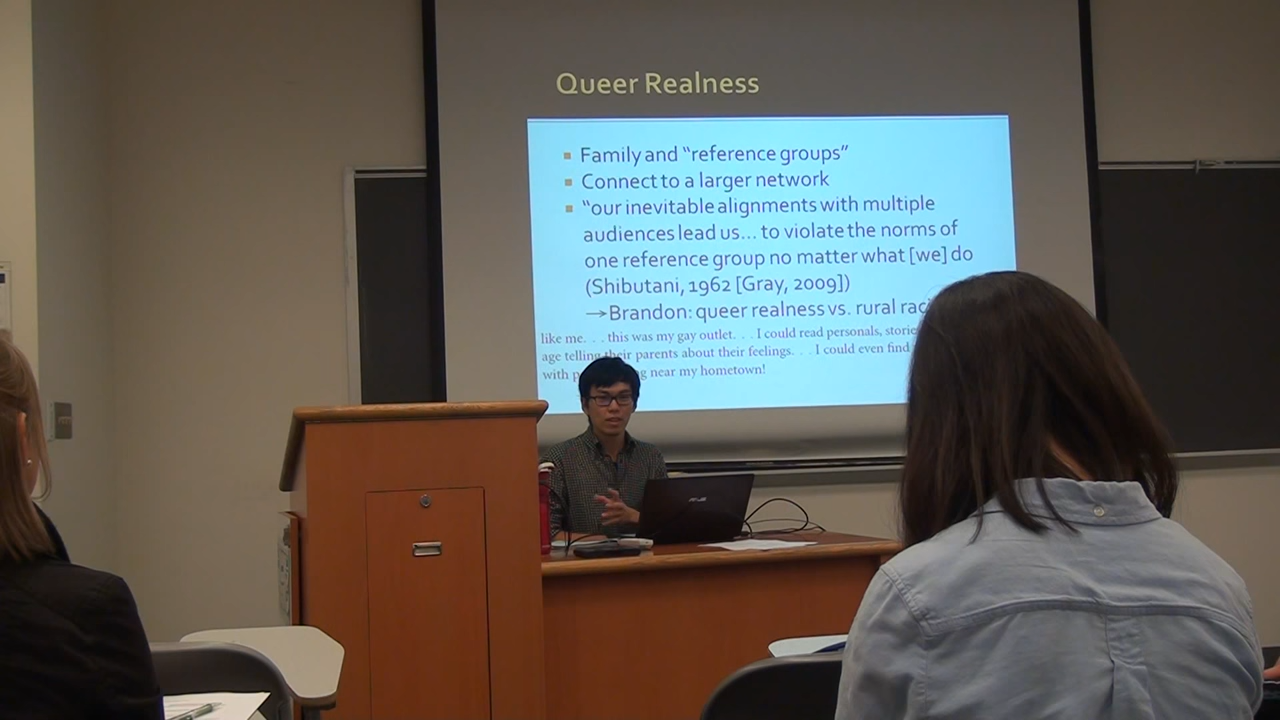 Queer Realness
Family and “reference groups”
Connect to a larger network
“our inevitable alignments with multiple
audiences lead us... to violate the norms of
one reference group no matter what [we] do
(Shibutani, 1962 [Gray, 2009])
→Brandon: queer realness vs. rural
like me. . . this was my gay outlet. . . I could read personals,
age telling their parents about their feelings. . . I could even find
with near my hometown!
ASUS